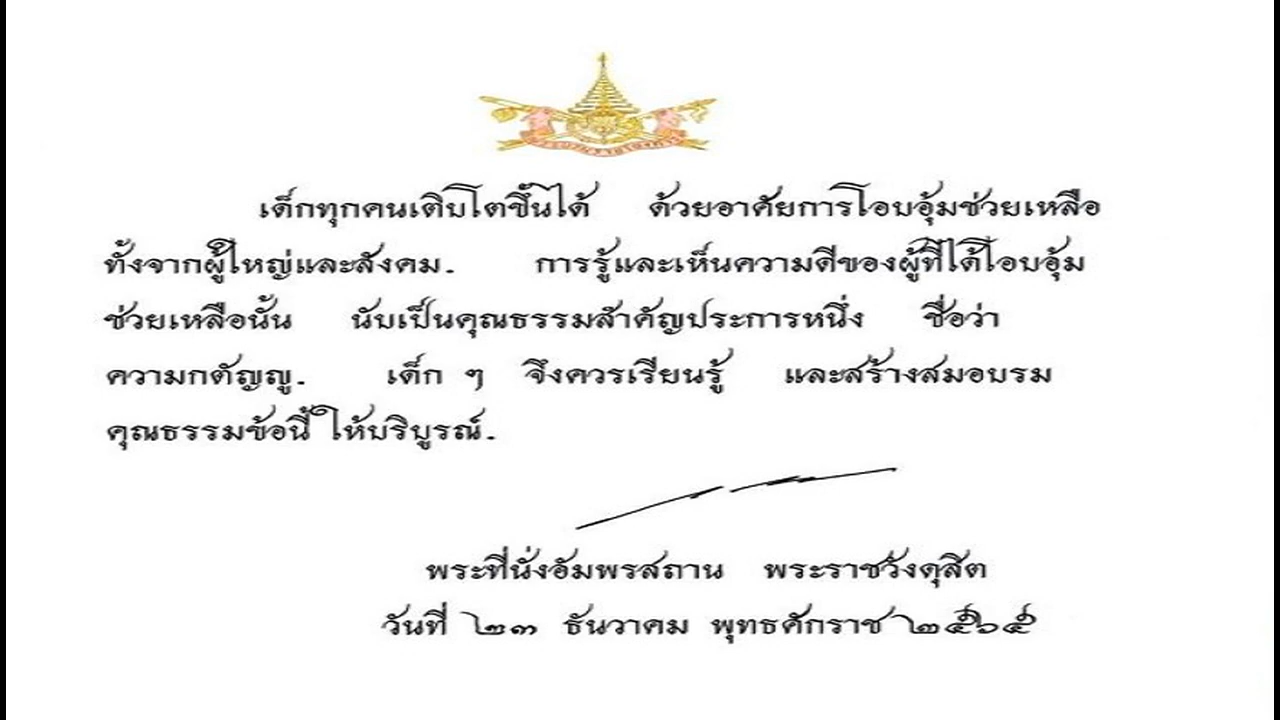 เด็กทุกคนเติบโตขึ้นได้ ด้วยอาศัยการโอบอุ้มช่วยเหลือ
ทั้งจากผู้ใหญ่และสังคม. การรู้และเห็นความดีของผู้ที่ได้โอบอุ้ม
ช่วยเหลือนั้น นับเป็นคุณธรรมสำคัญประการหนึ่ง ชื่อว่า
ความกตัญญู. เด็ก ๆ จึงควรเรียนรู้ และสร้างสมอบรม
คุณธรรมข้อนี้ ให้บริบูรณ์.
พระที่นั่งอัมพรสถาน พระราชวังดุสิต
วันที่ ๒๓ ธันวาคม พุทธศักราช ๒๕๖๕